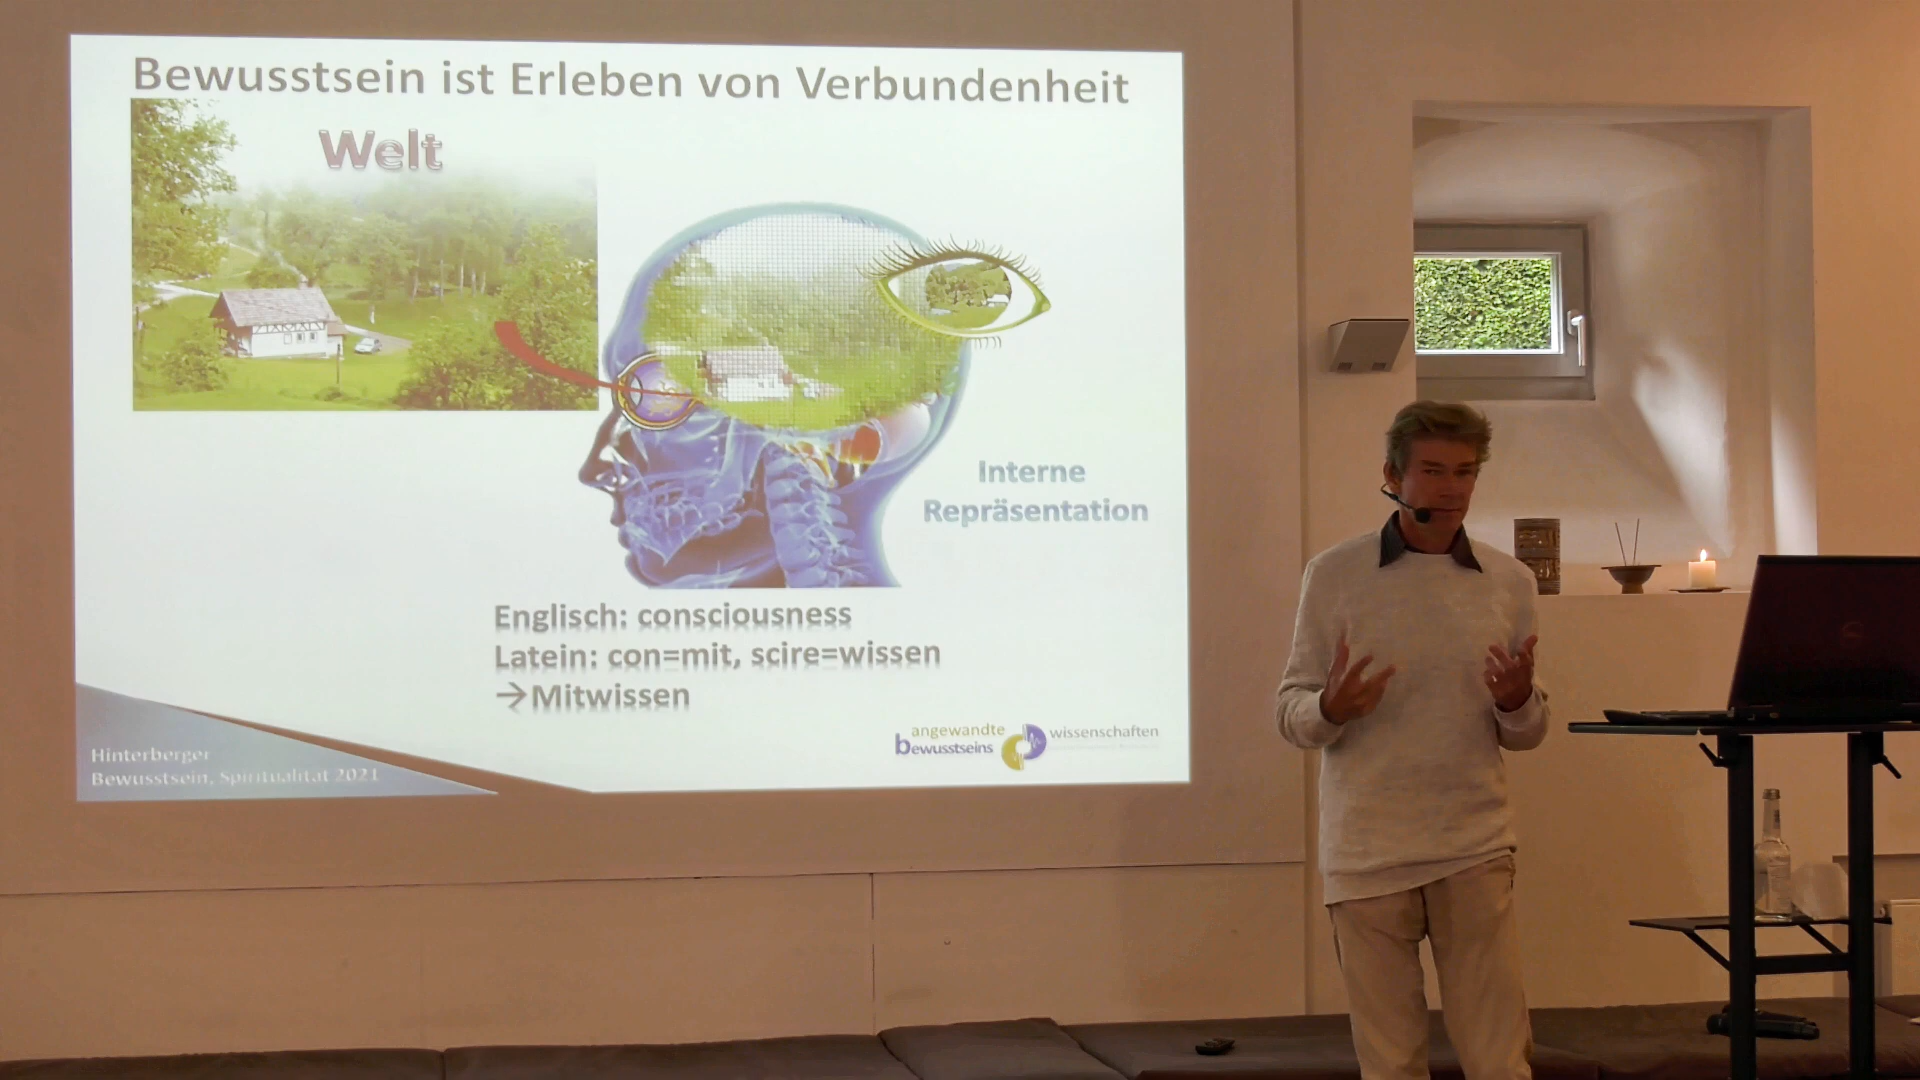 Bewusstsein ist Erleben von Verbundenheit
Welt
Interne
Repräsentation
Englisch: consciousness
Latein: con=mit, scire=wissen
→Mitwissen
Hinterberger
Bewusstsein, Spiritualität 2021
angewandte
bewusstseins
wissenschaften